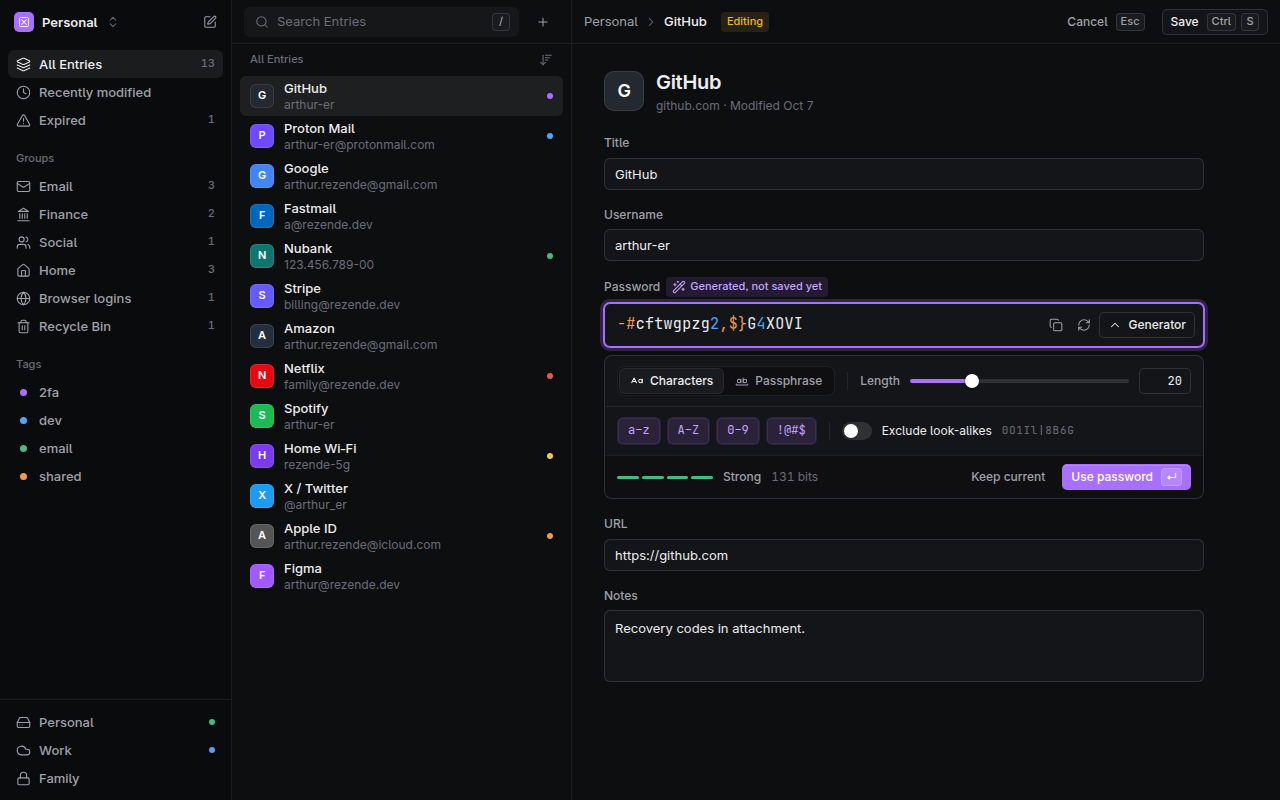 Personal
All Entries 13
Recently modified
Expired 1
Groups
Email 3
Finance 2
Social 1
Home 3
Browser logins 1
Recycle Bin 1
Tags
2fa
dev
email
shared
Personal
Work
Family
Search Entries /
All Entries
G GitHub
arthur-er
P Proton Mail
arthur-er@protonmail.com
G Google
arthur.rezende@gmail.com
F Fastmail
a@rezende.dev
N Nubank
123.456.789-00
S Stripe
billing@rezende.dev
A Amazon
arthur.rezende@gmail.com
N Netflix
family@rezende.dev
S Spotify
arthur-er
H Home Wi-Fi
rezende-5g
X X / Twitter
@arthur_er
A Apple ID
arthur.rezende@icloud.com
F Figma
arthur@rezende.dev
Personal GitHub Editing Cancel Esc Save Ctrl S
G GitHub
github.com · Modified Oct 7
Title
GitHub
Username
arthur-er
Password Generated, not saved yet
-#cftwgpzg2,$}G4XOVI Generator
Characters Passphrase Length 20
a-z A-Z 0-9 !@#$ Exclude look-alikes 0O1Il|8B6G
Strong 131 bits Keep current Use password
URL
https://github.com
Notes
Recovery codes in attachment.